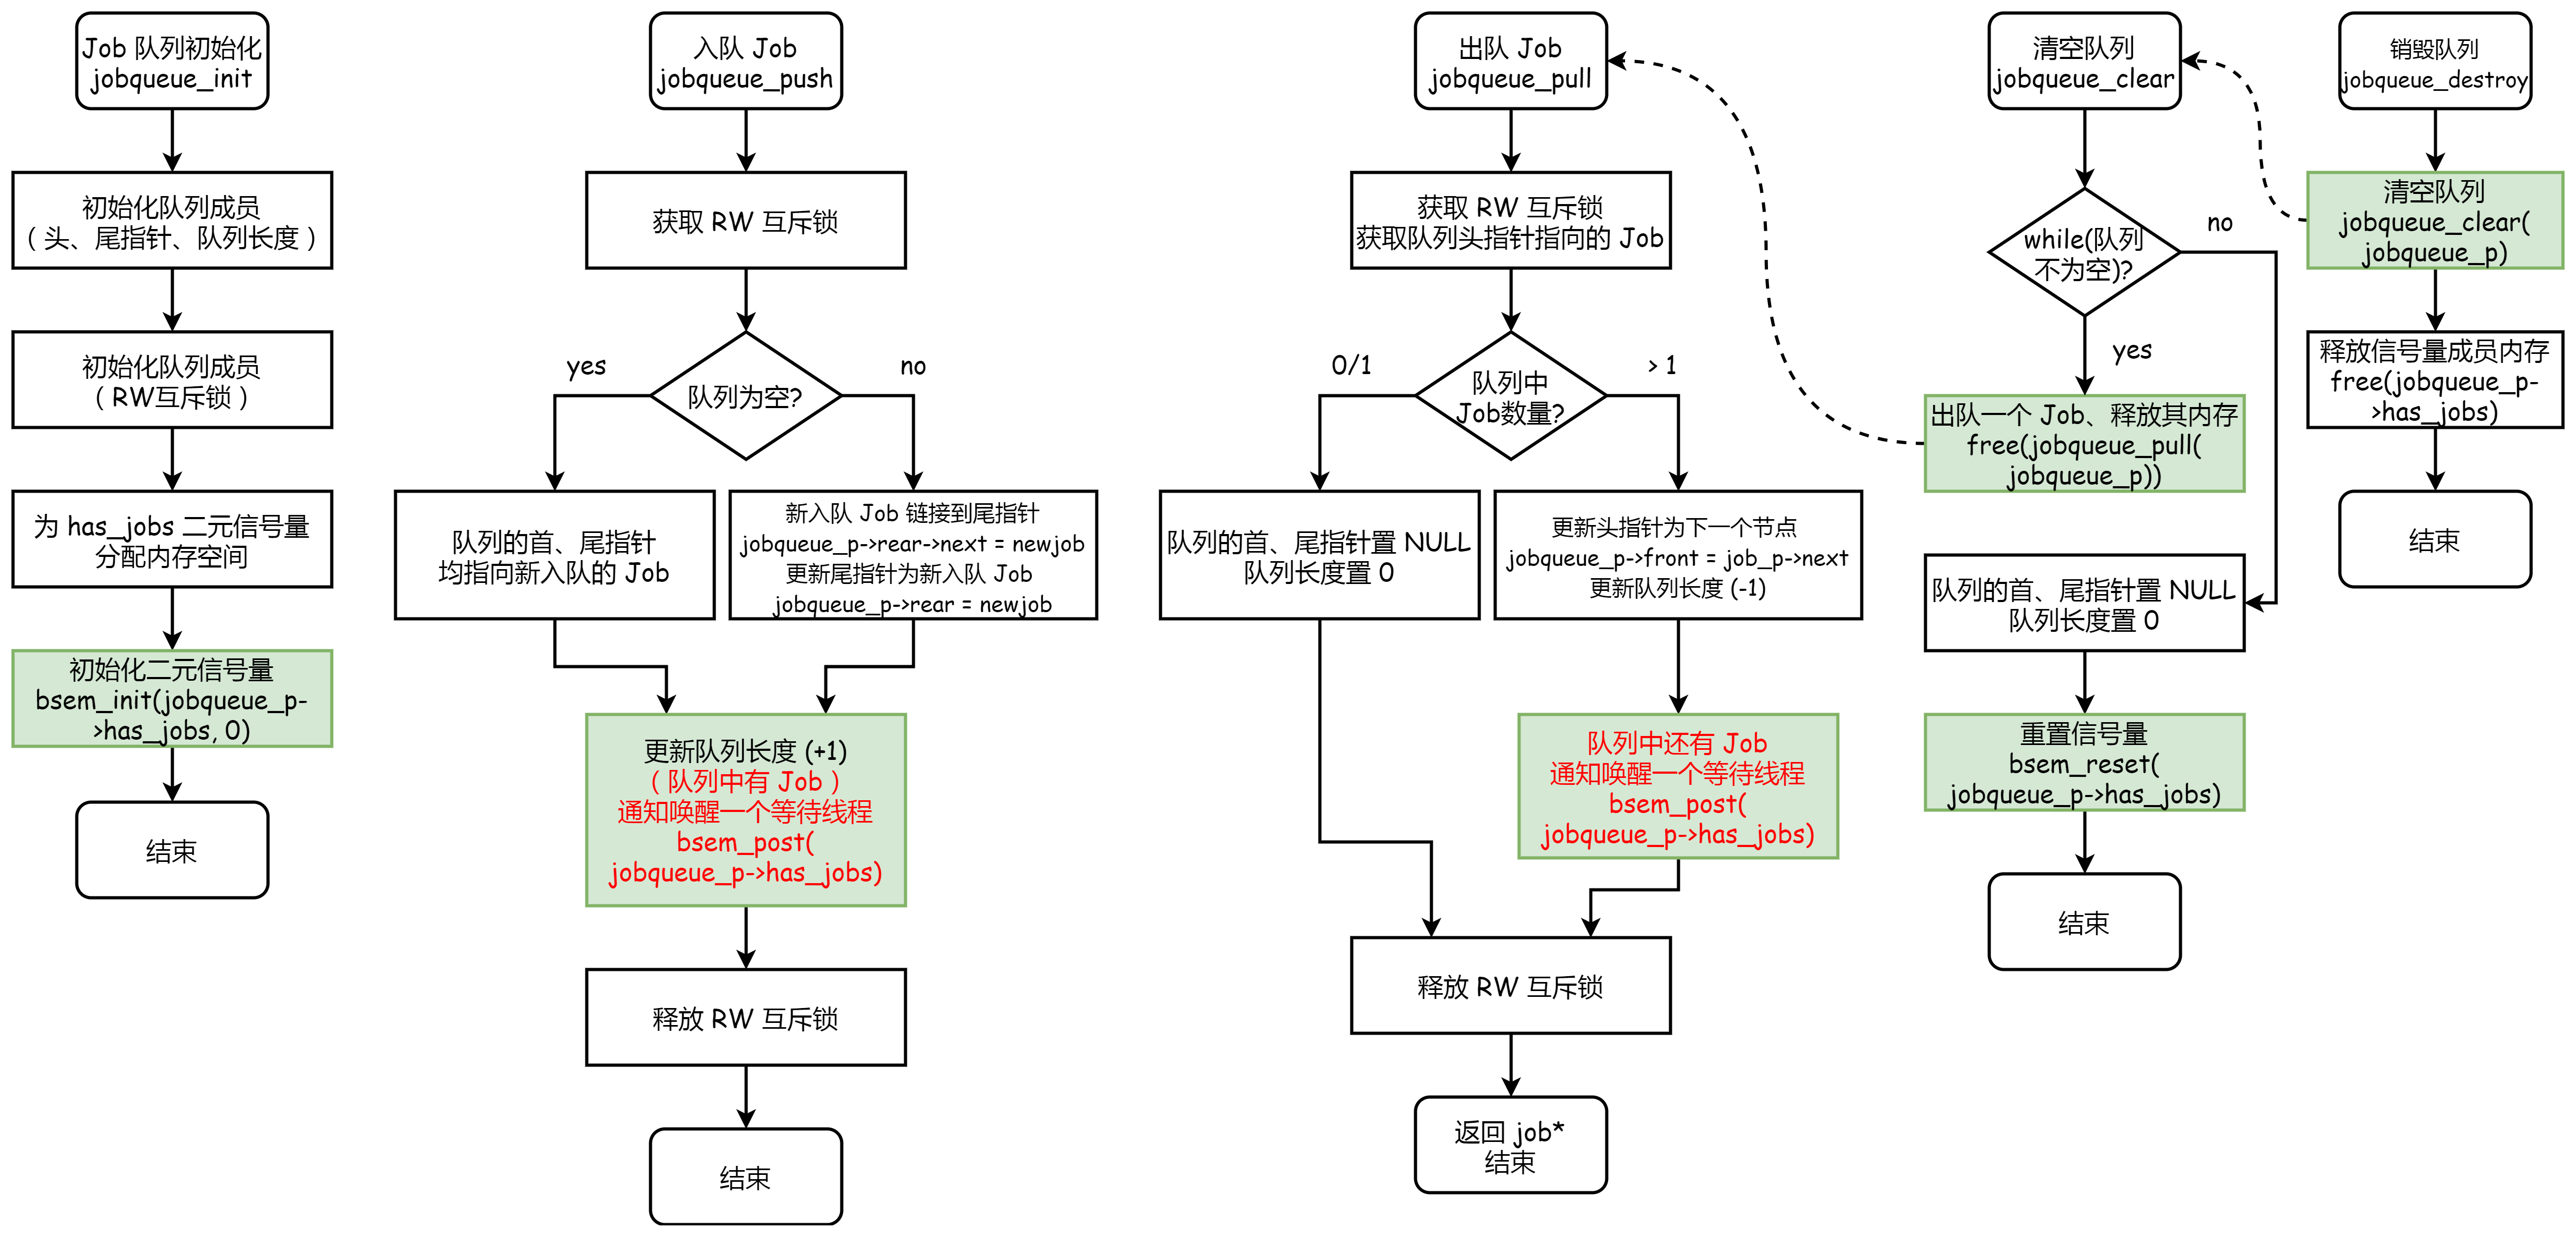 Job 队列初始化
jobqueue_init
初始化队列成员
（头、尾指针、队列长度）
初始化队列成员
（RW互斥锁）
为 has_jobs 二元信号量
分配内存空间
初始化二元信号量
bsem_init(jobqueue_p-
>has_jobs, 0)
结束
入队 Job
jobqueue_push
获取 RW 互斥锁
队列为空?
yes
no
队列的首、尾指针
均指向新入队的 Job
新入队 Job 链接到尾指针
jobqueue_p->rear->next = newjob
更新尾指针为新入队 Job
jobqueue_p->rear = newjob
更新队列长度 (+1)
（队列中有 Job）
通知唤醒一个等待线程
bsem_post(
jobqueue_p->has_jobs)
释放 RW 互斥锁
结束
出队 Job
jobqueue_pull
获取 RW 互斥锁
获取队列头指针指向的 Job
队列中
Job数量?
0/1
> 1
队列的首、尾指针置 NULL
队列长度置 0
更新头指针为下一个节点
jobqueue_p->front = job_p->next
更新队列长度 (-1)
队列中还有 Job
通知唤醒一个等待线程
bsem_post(
jobqueue_p->has_jobs)
释放 RW 互斥锁
返回 job*
结束
清空队列
jobqueue_clear
while(队列
不为空)?
no
yes
出队一个 Job、释放其内存
free(jobqueue_pull(
jobqueue_p))
队列的首、尾指针置 NULL
队列长度置 0
重置信号量
bsem_reset(
jobqueue_p->has_jobs)
结束
销毁队列
jobqueue_destroy
清空队列
jobqueue_clear(
jobqueue_p)
释放信号量成员内存
free(jobqueue_p-
>has_jobs)
结束